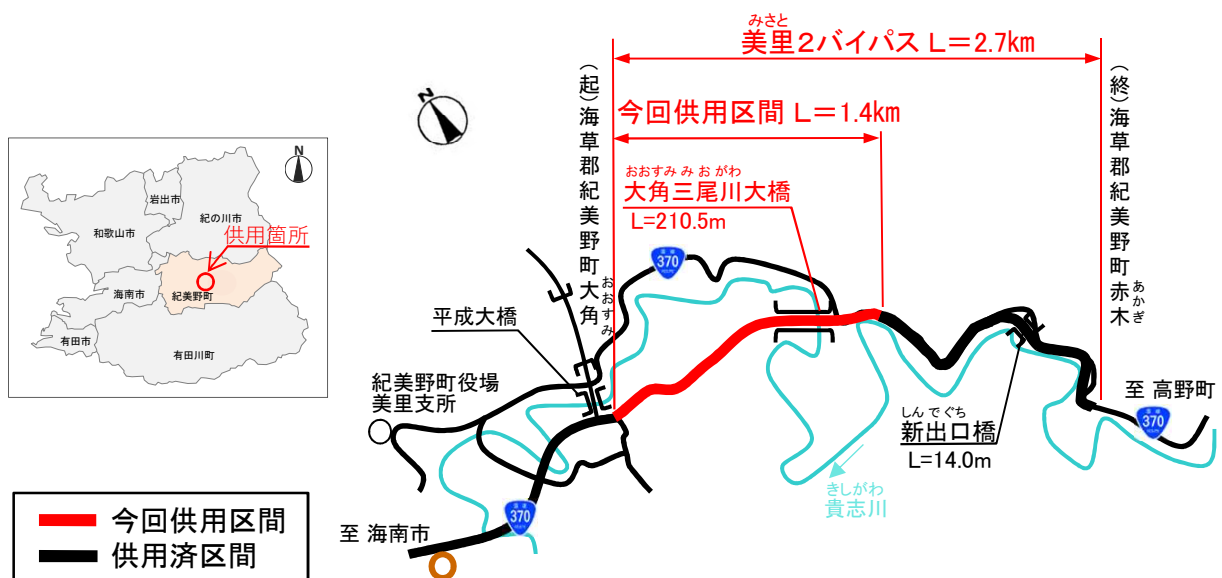 みさと
美里2バイパス L=2.7km
(起)海草郡紀美野町大角
おおすみ
(終)海草郡紀美野町赤木
あかぎ
N
今回供用区間 L=1.4km
おおすみ み お がわ
大角三尾川大橋
L=210.5m
N
岩出市
紀の川市
和歌山市
供用箇所
海南市
紀美野町
有田市
有田川町
370
平成大橋
紀美野町役場
美里支所
至 高野町
370
しん で ぐち
新出口橋
L=14.0m
きしがわ
貴志川
370
至 海南市
今回供用区間
供用済区間